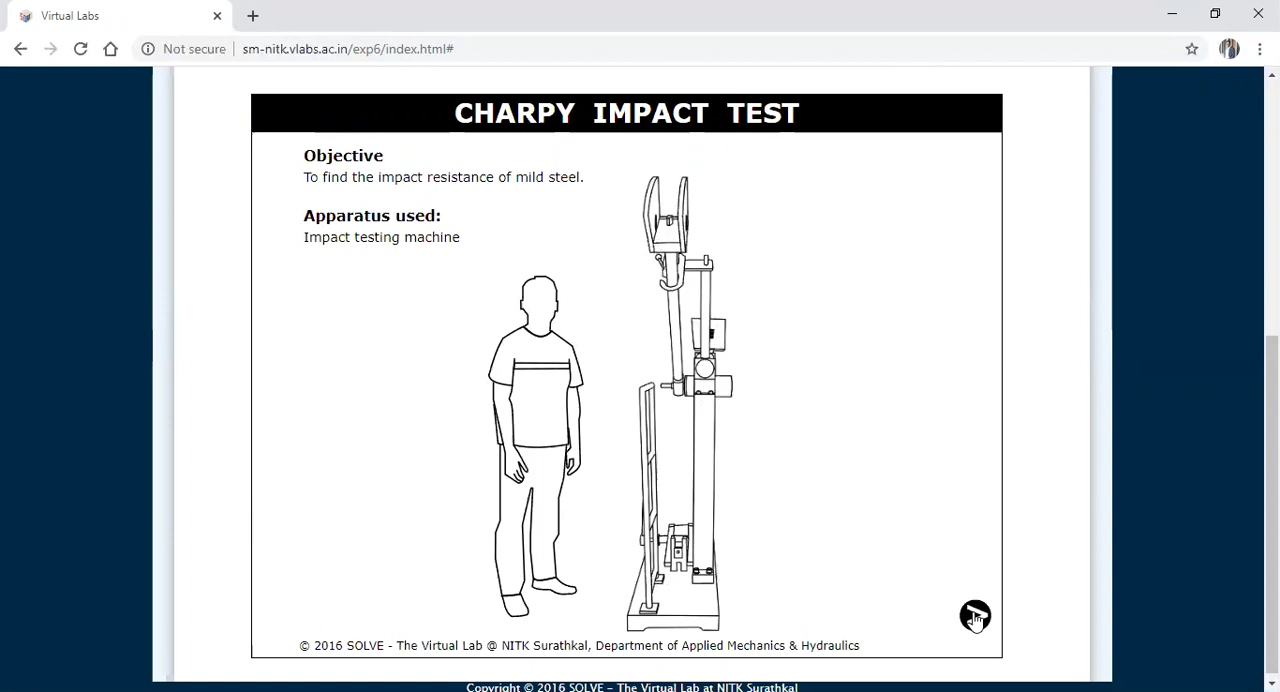 Virtual Labs
Not secure
sm-nitk.vlabs.ac.in/exp6/index.html#
CHARPY IMPACT TEST
Objective
To find the impact resistance of mild steel.
Apparatus used:
Impact testing machine
© 2016 SOLVE - The Virtual Lab @ NITK Surathkal, Department of Applied Mechanics & Hydraulics
Copyright © 2016 SOLVE – The Virtual Lab at NITK Surathkal